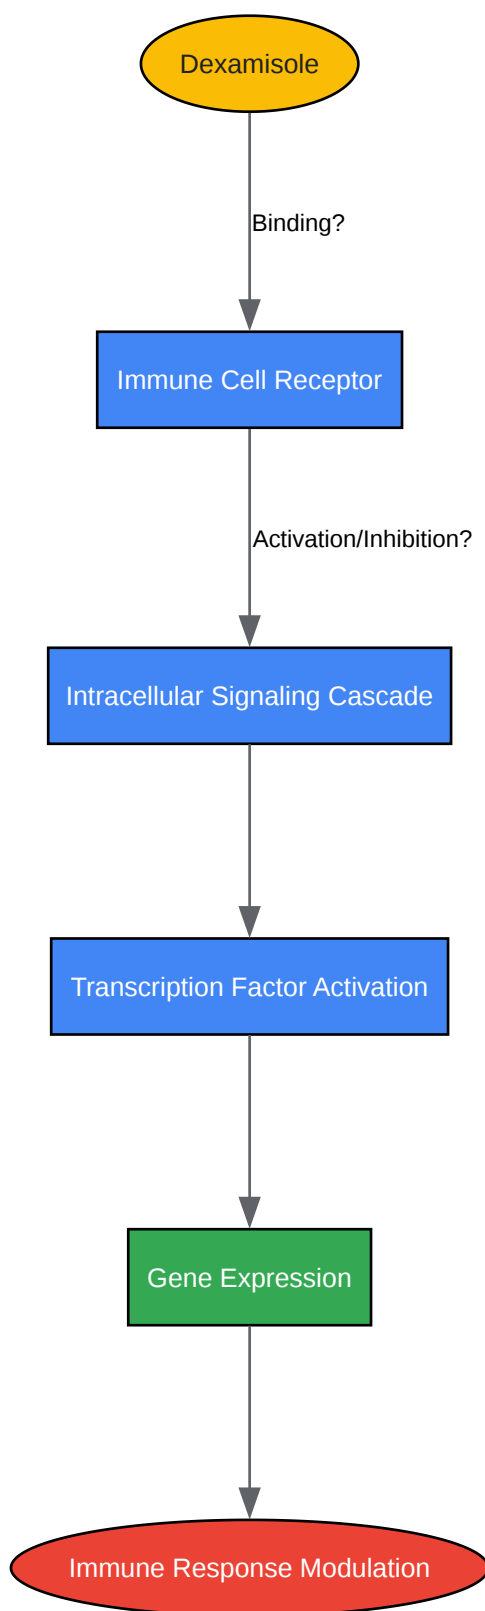 Dexamisole
Binding?
Immune Cell Receptor
Activation/Inhibition?
Intracellular Signaling Cascade
Transcription Factor Activation
Gene Expression
Immune Response Modulation